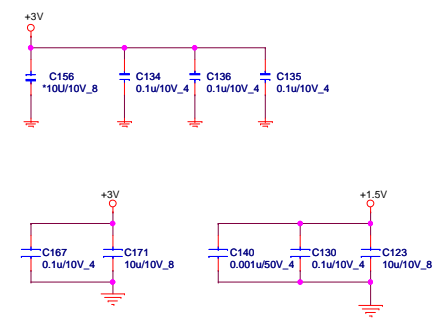 +3V
C156 C134 C136 C135
*10U/10V_8 0.1u/10V_4 0.1u/10V_4 0.1u/10V_4
+3V +1.5V
C167 C171 C140 C130 C123
0.1u/10V_4 10u/10V_8 0.001u/50V_4 0.1u/10V_4 10u/10V_8